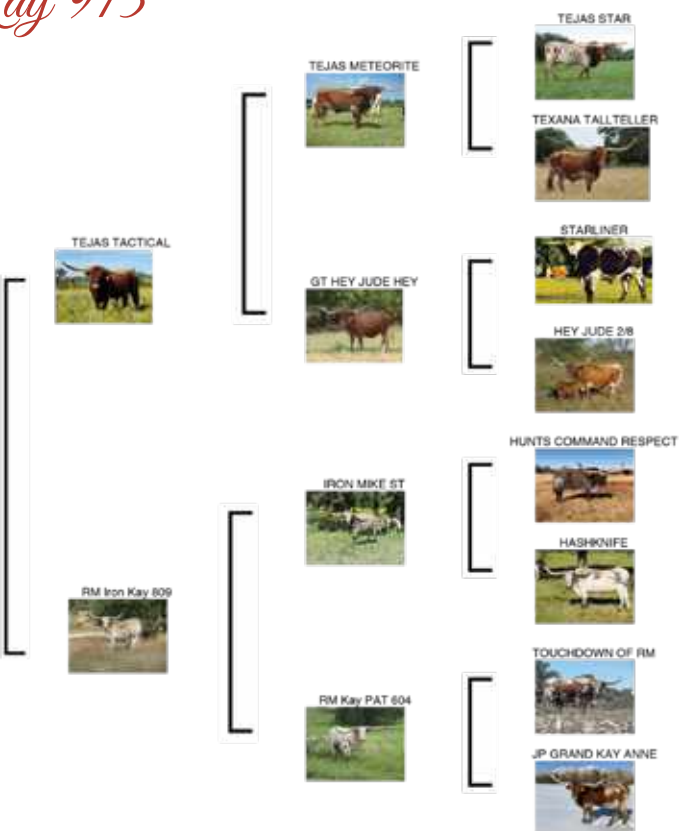 Kay 975
TEJAS STAR
TEJAS METEORITE
TEXANA TALLTELLER
STARLINER
TEJAS TACTICAL
GT HEY JUDE HEY
HEY JUDE 2/8
HUNTS COMMAND RESPECT
IRON MIKE ST
HASHKNIFE
RM Iron Kay 809
TOUCHDOWN OF RM
RM Kay PAT 604
JP GRAND KAY ANNE